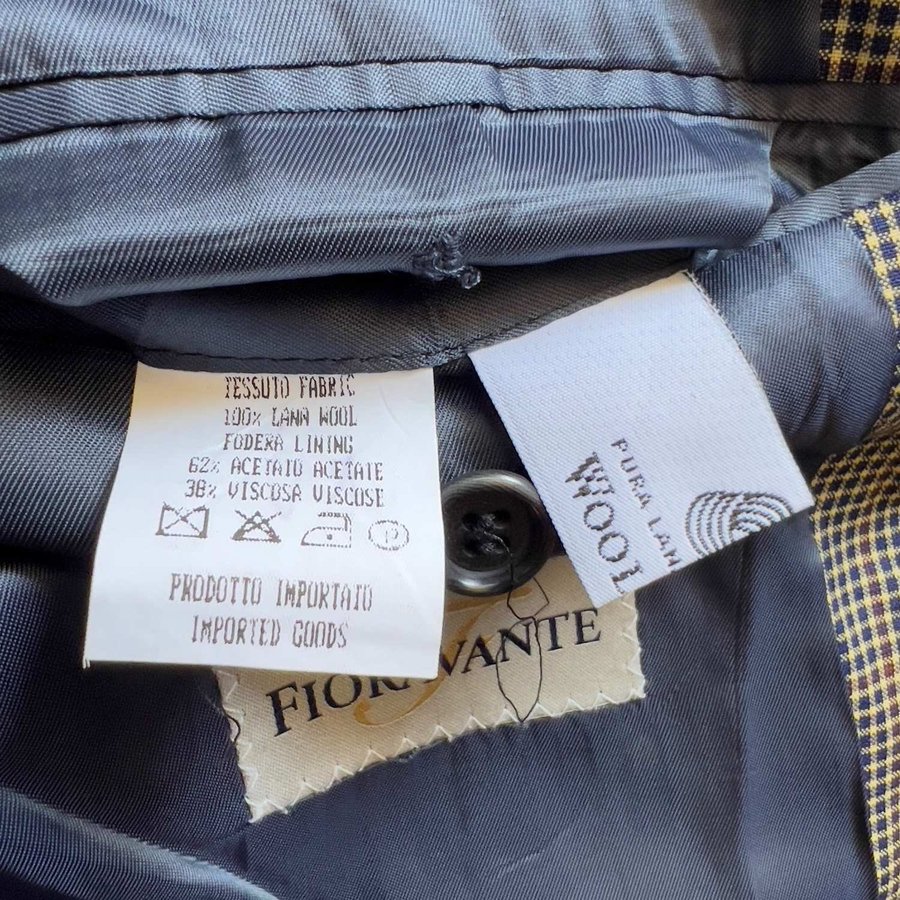 TESSUTO FABRIC
100% LANA WOOL
FODERA LINING
62% ACETATO ACETATE
38% VISCOSA VISCOSE
P
PRODOTTO IMPORTATO
IMPORTED GOODS
PURA LAN
WOOL
FIORAVANTE